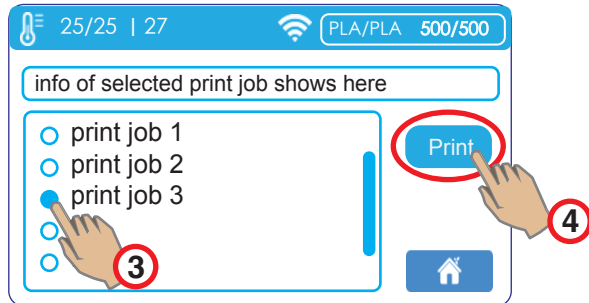 25/25 | 27 PLA/PLA 500/500
info of selected print job shows here
print job 1
print job 2
print job 3
Print
3
4